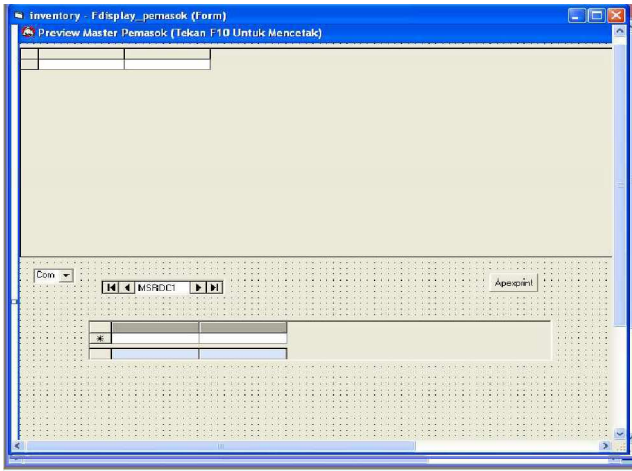 inventory - Fdisplay_pemasok (Form)
Preview Master Pemasok (Tekan F10 Untuk Mencetak)
Com
MSRDC1
Apexprint